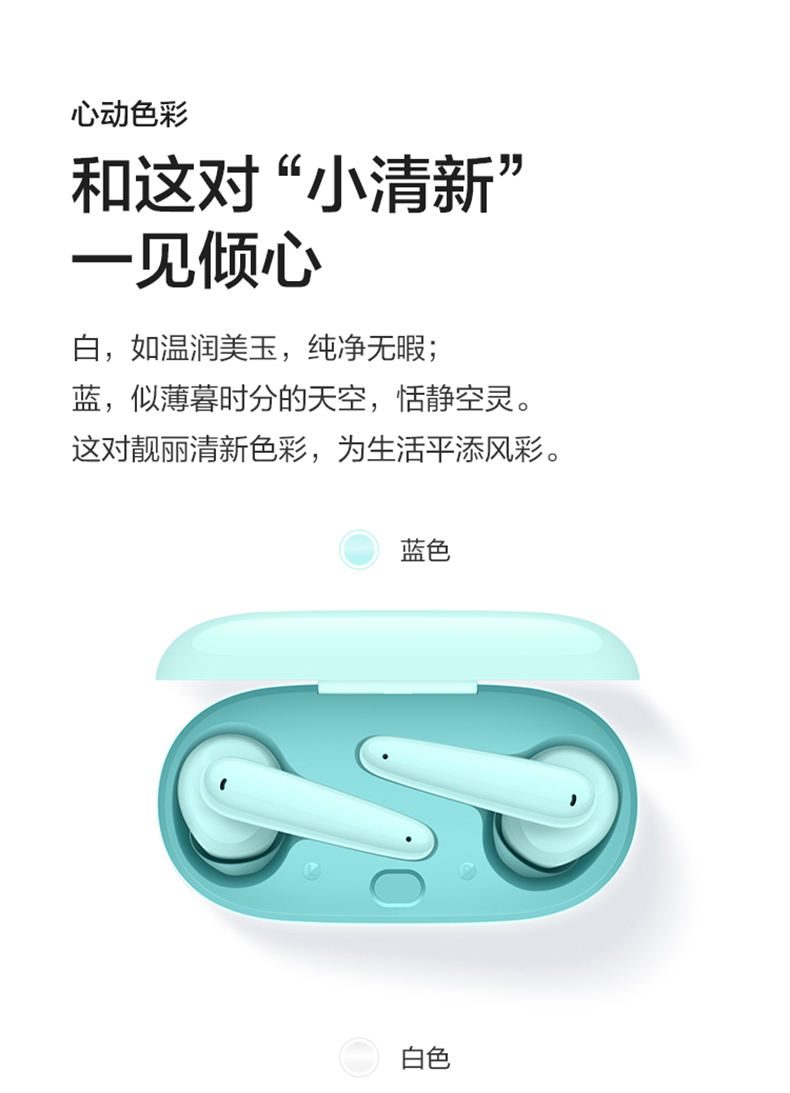 心动色彩
和这对“小清新”
一见倾心
白，如温润美玉，纯净无暇；
蓝，似薄暮时分的天空，恬静空灵。
这对靓丽清新色彩，为生活平添风彩。
蓝色
白色